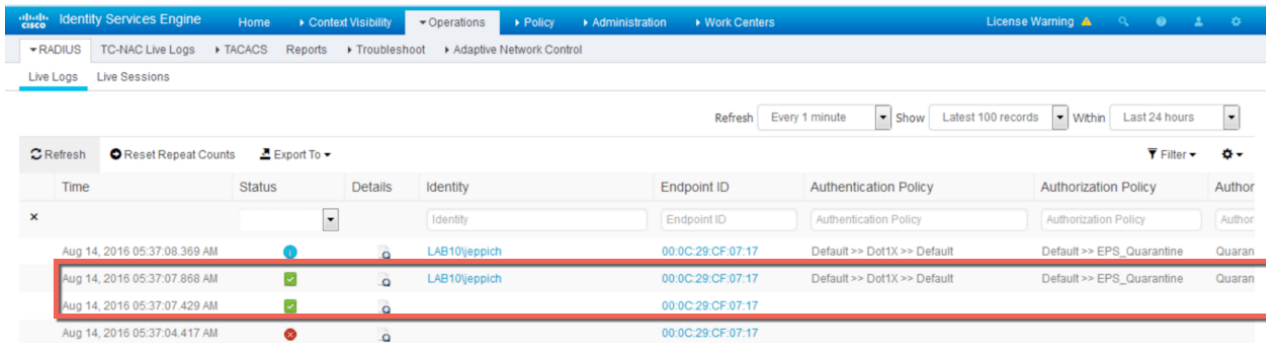 cisco Identity Services Engine Home Context Visibility Operations Policy Administration Work Centers License Warning
RADIUS TC-NAC Live Logs TACACS Reports Troubleshoot Adaptive Network Control
Live Logs Live Sessions
Refresh Every 1 minute Show Latest 100 records Within Last 24 hours
Refresh Reset Repeat Counts Export To Filter
Time Status Details Identity Endpoint ID Authentication Policy Authorization Policy Author
Identity Endpoint ID Authentication Policy Authorization Policy Author
Aug 14, 2016 05:37:08.369 AM LAB10\jeppich 00:0C:29:CF:07:17 Default >> Dot1X >> Default Default >> EPS_Quarantine Quaran
Aug 14, 2016 05:37:07.868 AM LAB10\jeppich 00:0C:29:CF:07:17 Default >> Dot1X >> Default Default >> EPS_Quarantine Quaran
Aug 14, 2016 05:37:07.429 AM 00:0C:29:CF:07:17
Aug 14, 2016 05:37:04.417 AM 00:0C:29:CF:07:17